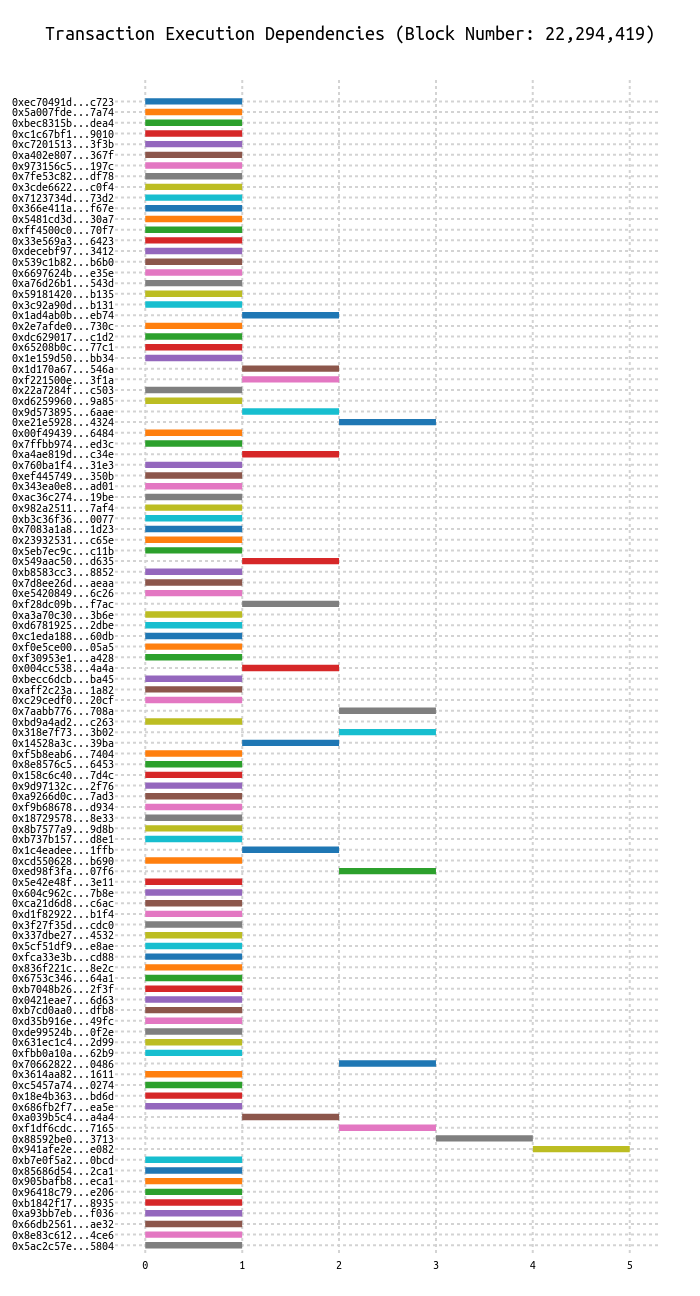 Transaction Execution Dependencies (Block Number: 22,294,419)
0xec70491d...c723
0x5a007fde...7a74
0xbec8315b...dea4
0xc1c67bf1...9010
0xc7201513...3f3b
0xa402e807...367f
0x973156c5...197c
0x7fe53c82...df78
0x3cde6622...c0f4
0x7123734d...73d2
0x366e411a...f67e
0x5481cd3d...30a7
0xff4500c0...70f7
0x33e569a3...6423
0xdecebf97...3412
0x539c1b82...b6b0
0x6697624b...e35e
0xa76d26b1...543d
0x59181420...b135
0x3c92a90d...b131
0x1ad4ab0b...eb74
0x2e7afde0...730c
0xdc629017...c1d2
0x65208b0c...77c1
0x1e159d50...bb34
0x1d170a67...546a
0xf221500e...3f1a
0x22a7284f...c503
0xd6259960...9a85
0x9d573895...6aae
0xe21e5928...4324
0x00f49439...6484
0x7ffbb974...ed3c
0xa4ae819d...c34e
0x760ba1f4...31e3
0xef445749...350b
0x343ea0e8...ad01
0xac36c274...19be
0x982a2511...7af4
0xb3c36f36...0077
0x7083a1a8...1d23
0x23932531...c65e
0x5eb7ec9c...c11b
0x549aac50...d635
0xb8583cc3...8852
0x7d8ee26d...aeaa
0xe5420849...6c26
0xf28dc09b...f7ac
0xa3a70c30...3b6e
0xd6781925...2dbe
0xc1eda188...60db
0xf0e5ce00...05a5
0xf30953e1...a428
0x004cc538...4a4a
0xbecc6dcb...ba45
0xaff2c23a...1a82
0xc29cedf0...20cf
0x7aabb776...708a
0xbd9a4ad2...c263
0x318e7f73...3b02
0x14528a3c...39ba
0xf5b8eab6...7404
0x8e8576c5...6453
0x158c6c40...7d4c
0x9d97132c...2f76
0xa9266d0c...7ad3
0xf9b68678...d934
0x18729578...8e33
0x8b7577a9...9d8b
0xb737b157...d8e1
0x1c4eadee...1ffb
0xcd550628...b690
0xed98f3fa...07f6
0x5e42e48f...3e11
0x604c962c...7b8e
0xca21d6d8...c6ac
0xd1f82922...b1f4
0x3f27f35d...cdc0
0x337dbe27...4532
0x5cf51df9...e8ae
0xfca33e3b...cd88
0x836f221c...8e2c
0x6753c346...64a1
0xb7048b26...2f3f
0x0421eae7...6d63
0xb7cd0aa0...dfb8
0xd35b916e...49fc
0xde99524b...0f2e
0x631ec1c4...2d99
0xfbb0a10a...62b9
0x70662822...0486
0x3614aa82...1611
0xc5457a74...0274
0x18e4b363...bd6d
0x686fb2f7...ea5e
0xa039b5c4...a4a4
0xf1df6cdc...7165
0x88592be0...3713
0x941afe2e...e082
0xb7e0f5a2...0bcd
0x85686d54...2ca1
0x905bafb8...eca1
0x96418c79...e206
0xb1842f17...8935
0xa93bb7eb...f036
0x66db2561...ae32
0x8e83c612...4ce6
0x5ac2c57e...5804
0 1 2 3 4 5